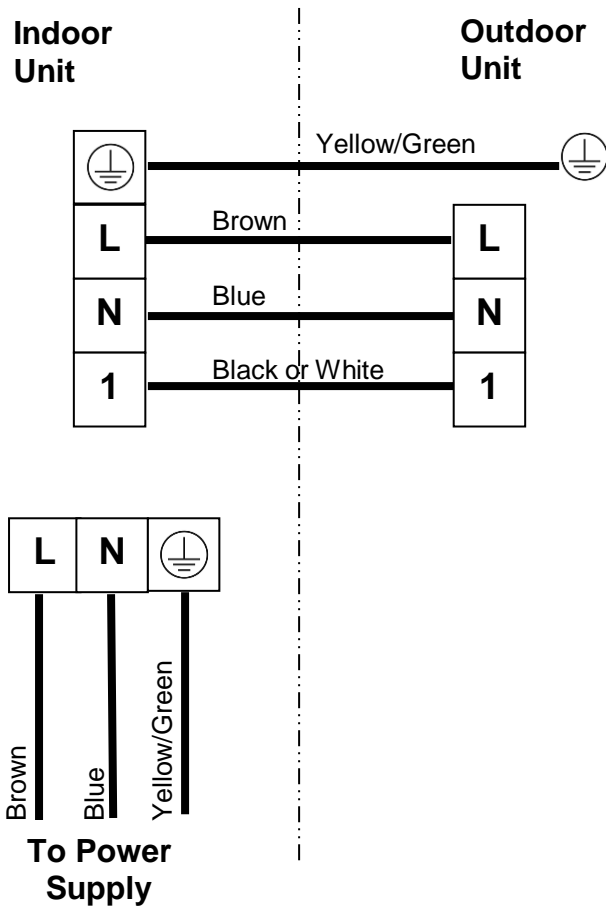 Indoor
Unit
Outdoor
Unit
Yellow/Green
L
Brown
L
N
Blue
N
1
Black or White
1
L
N
Brown
Blue
Yellow/Green
To Power
Supply